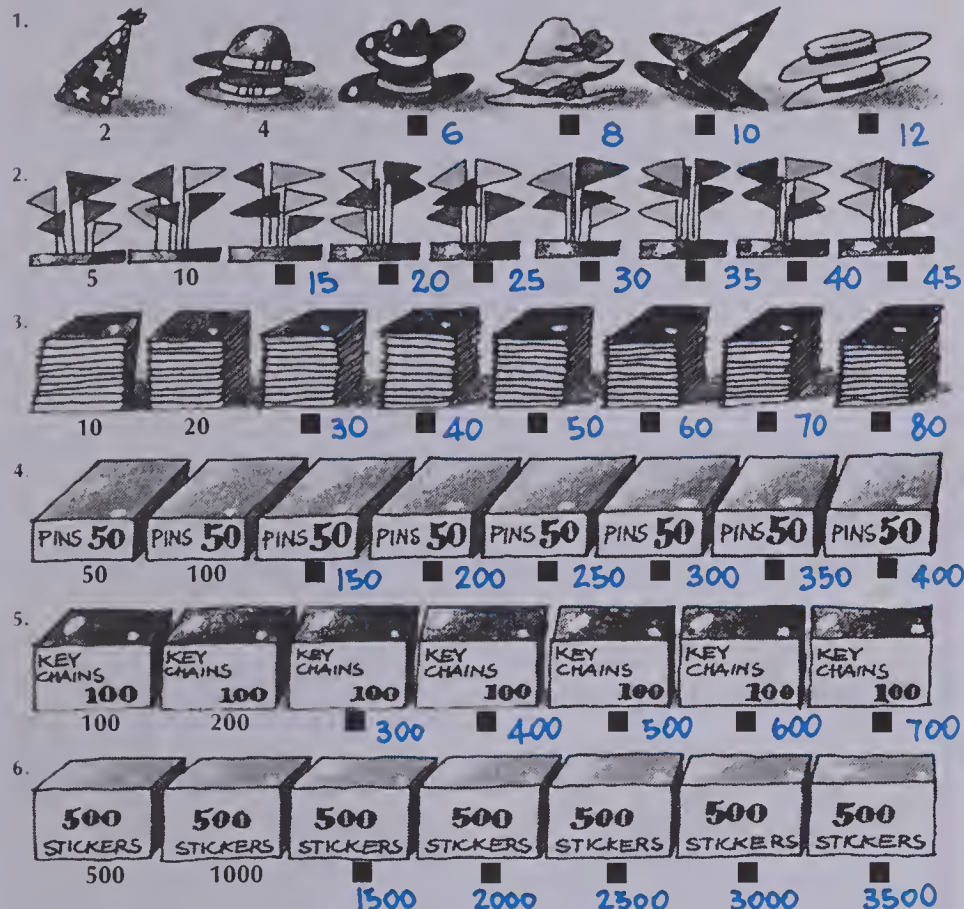 1.
2 4 ■ 6 ■ 8 ■ 10 ■ 12
2.
5 10 ■ 15 ■ 20 ■ 25 ■ 30 ■ 35 ■ 40 ■ 45
3.
10 20 ■ 30 ■ 40 ■ 50 ■ 60 ■ 70 ■ 80
4.
PINS 50 PINS 50 PINS 50 PINS 50 PINS 50 PINS 50 PINS 50 PINS 50
50 100 ■ 150 ■ 200 ■ 250 ■ 300 ■ 350 ■ 400
5.
KEY KEY KEY KEY KEY KEY KEY
CHAINS CHAINS CHAINS CHAINS CHAINS CHAINS CHAINS
100 100 100 100 100 100 100
100 200 ■ 300 ■ 400 ■ 500 ■ 600 ■ 700
6.
500 500 500 500 500 500 500
STICKERS STICKERS STICKERS STICKERS STICKERS STICKERS STICKERS
500 1000 ■ 1500 ■ 2000 ■ 2500 ■ 3000 ■ 3500